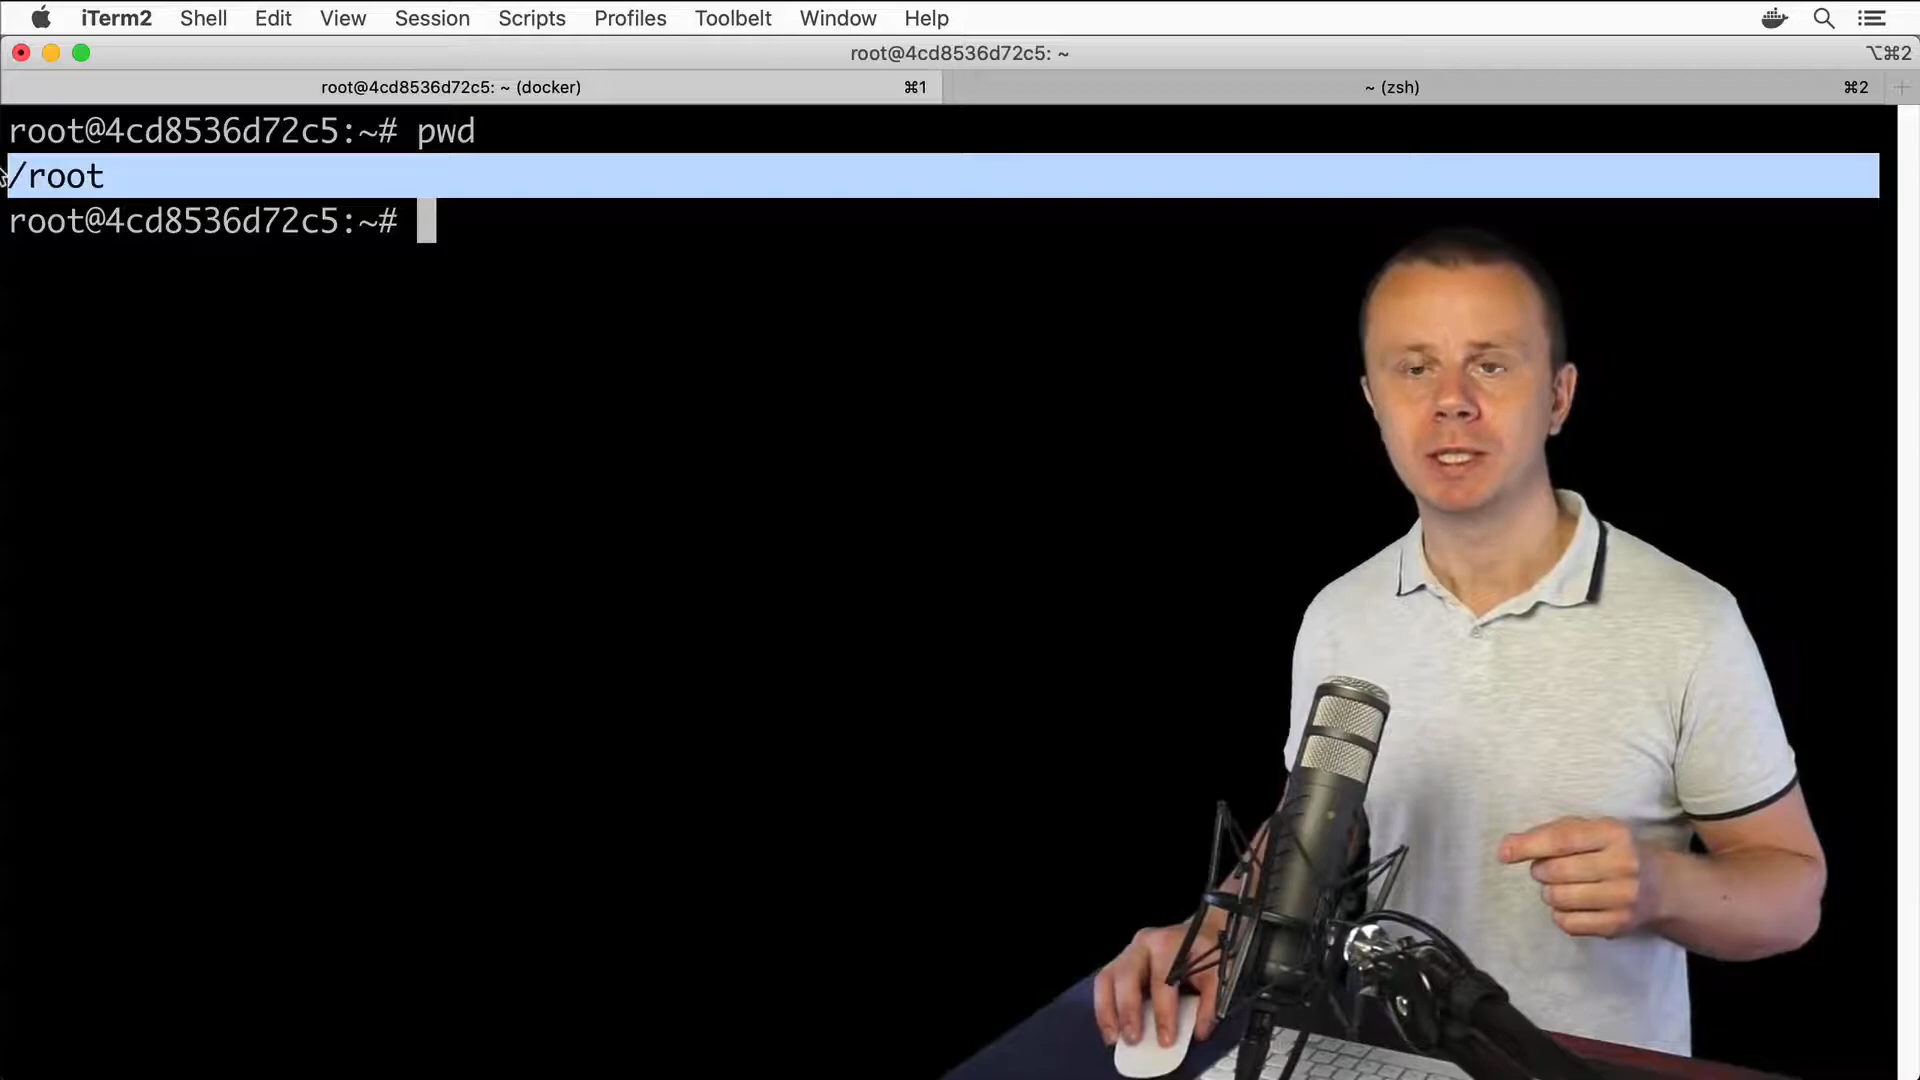 iTerm2 Shell Edit View Session Scripts Profiles Toolbelt Window Help
root@4cd8536d72c5: ~ ⌥⌘2
root@4cd8536d72c5: ~ (docker) ⌘1 ~ (zsh) ⌘2
root@4cd8536d72c5:~# pwd
/root
root@4cd8536d72c5:~#